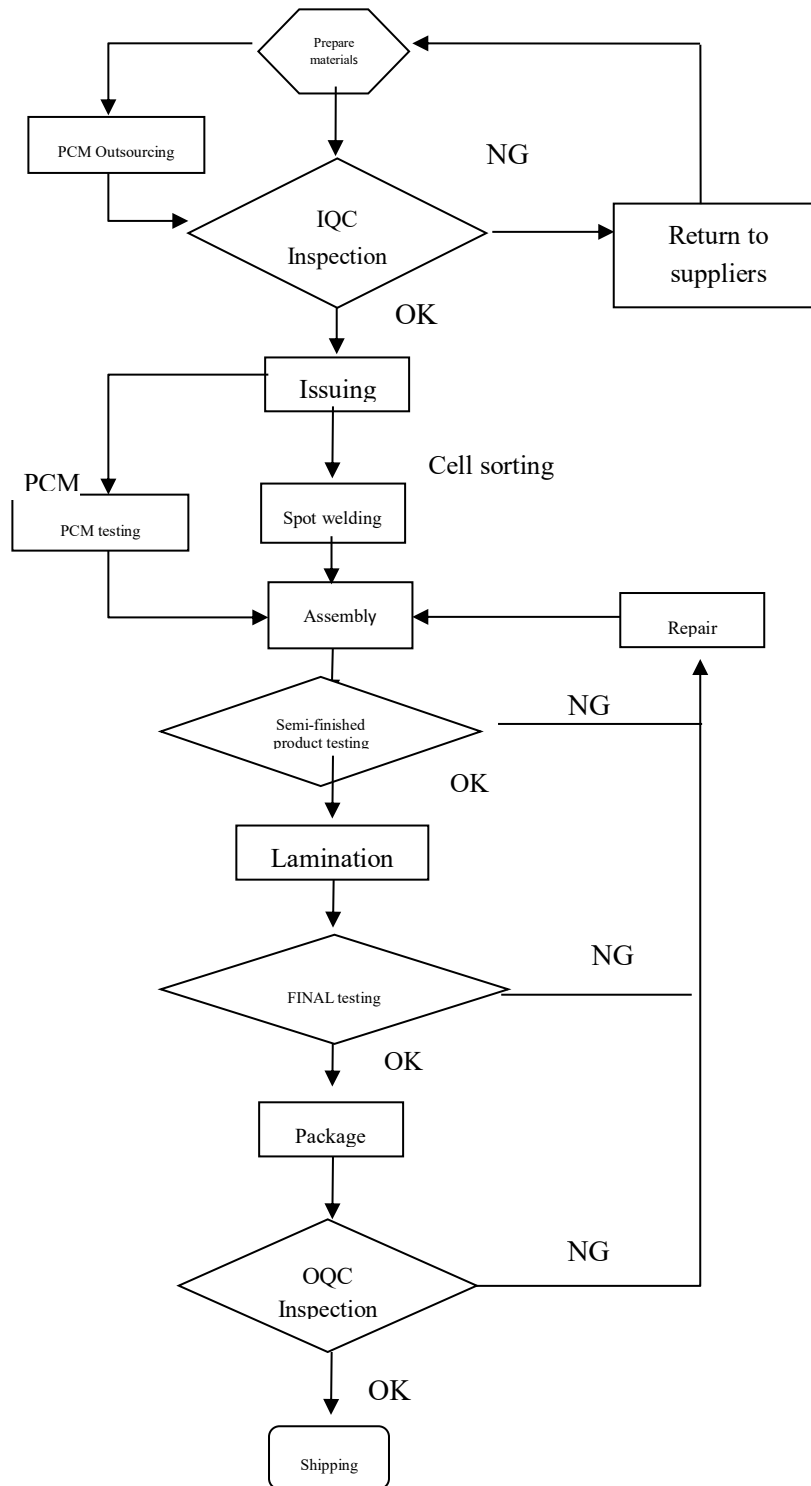 Prepare
materials
PCM Outsourcing
NG
IQC
Inspection
Return to
suppliers
OK
Issuing
Cell sorting
PCM
PCM testing
Spot welding
Assembly
Repair
Semi-finished
product testing
NG
OK
Lamination
NG
FINAL testing
OK
Package
NG
OQC
Inspection
OK
Shipping